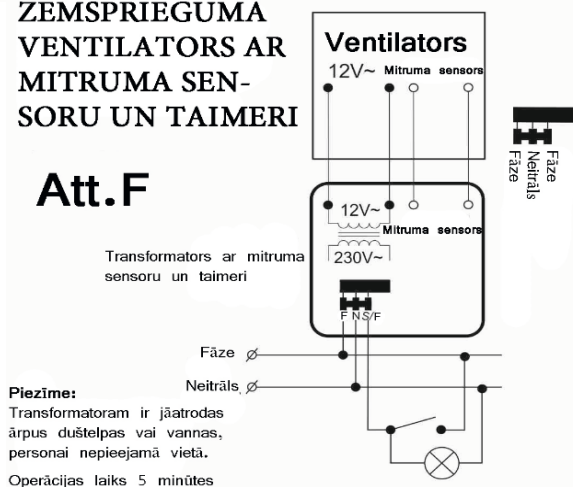 ZEMSPRIEGUMA
VENTILATORS AR
MITRUMA SEN-
SORU UN TAIMERI
Att.F
Ventilators
12V~ Mitruma sensors
Fāze
Neitrāls
Fāze
12V~
Mitruma sensors
230V~
Transformators ar mitruma
sensoru un taimeri
F N S/F
Fāze
Neitrāls
Piezīme:
Transformatoram ir jāatrodas
ārpus duštelpas vai vannas,
personai nepieejamā vietā.
Operācijas laiks 5 minūtes